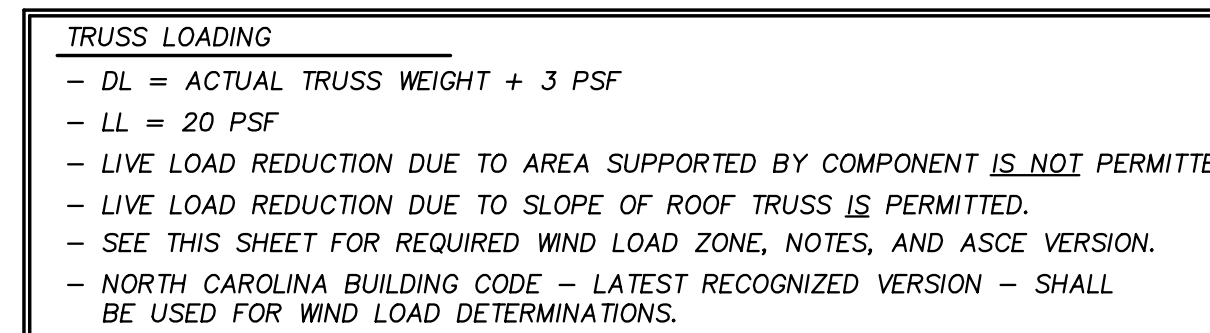 TRUSS LOADING
– DL = ACTUAL TRUSS WEIGHT + 3 PSF
– LL = 20 PSF
– LIVE LOAD REDUCTION DUE TO AREA SUPPORTED BY COMPONENT IS NOT PERMITTE
– LIVE LOAD REDUCTION DUE TO SLOPE OF ROOF TRUSS IS PERMITTED.
– SEE THIS SHEET FOR REQUIRED WIND LOAD ZONE, NOTES, AND ASCE VERSION.
– NORTH CAROLINA BUILDING CODE – LATEST RECOGNIZED VERSION – SHALL
BE USED FOR WIND LOAD DETERMINATIONS.